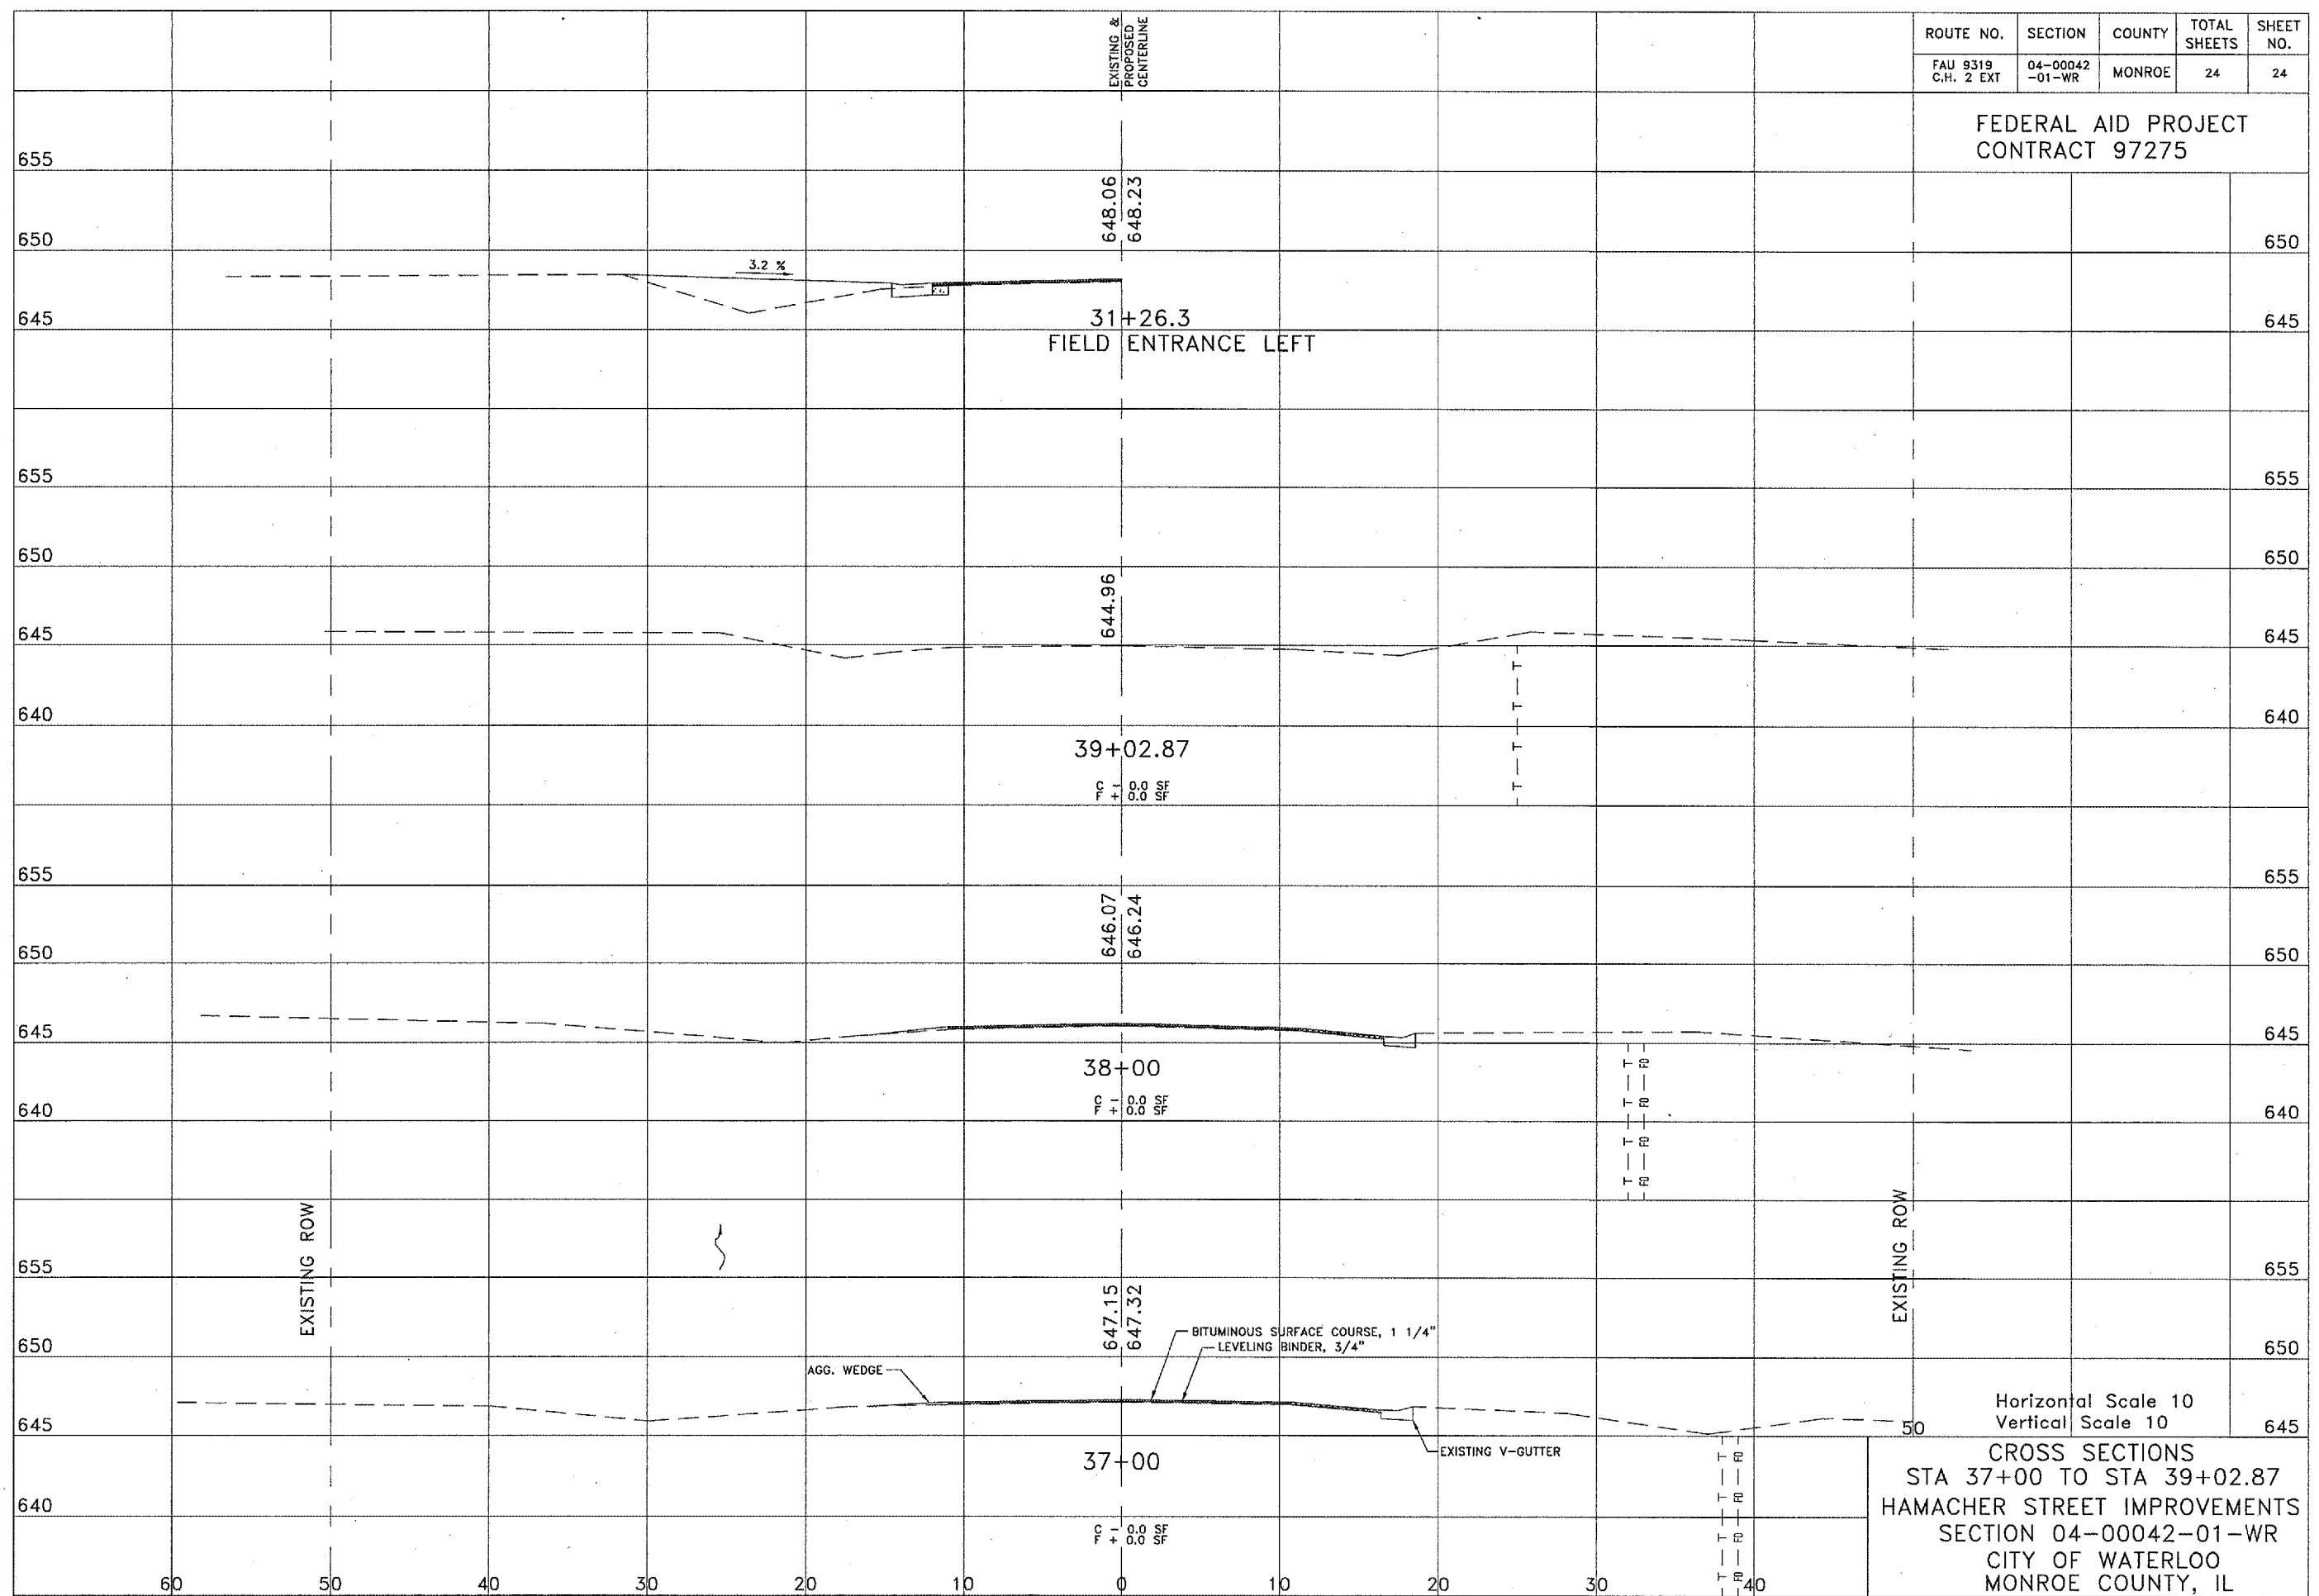 EXISTING &
PROPOSED
CENTERLINE
ROUTE NO. SECTION COUNTY TOTAL SHEETS SHEET NO.
FAU 9319 C.H. 2 EXT 04-00042 -01-WR MONROE 24 24
FEDERAL AID PROJECT
CONTRACT 97275
655
648.06 648.23
650 650
3.2 %
645 645
31+26.3
FIELD ENTRANCE LEFT
655 655
650 650
644.96
645 645
T
640 640
T
39+02.87
T
C - 0.0 SF
F + 0.0 SF
T
655 655
646.07 646.24
650 650
645 645
38+00
T FO
C - 0.0 SF
F + 0.0 SF
T FO
640 640
T FO
T FO
EXISTING ROW
EXISTING ROW
655 655
647.15 647.32
BITUMINOUS SURFACE COURSE, 1 1/4"
LEVELING BINDER, 3/4"
650 650
AGG. WEDGE
Horizontal Scale 10
Vertical Scale 10
645 50 645
EXISTING V-GUTTER
37+00
T FO
T FO
640
C - 0.0 SF
F + 0.0 SF
T FO
T FO
CROSS SECTIONS
STA 37+00 TO STA 39+02.87
HAMACHER STREET IMPROVEMENTS
SECTION 04-00042-01-WR
CITY OF WATERLOO
MONROE COUNTY, IL
60 50 40 30 20 10 0 10 20 30 40